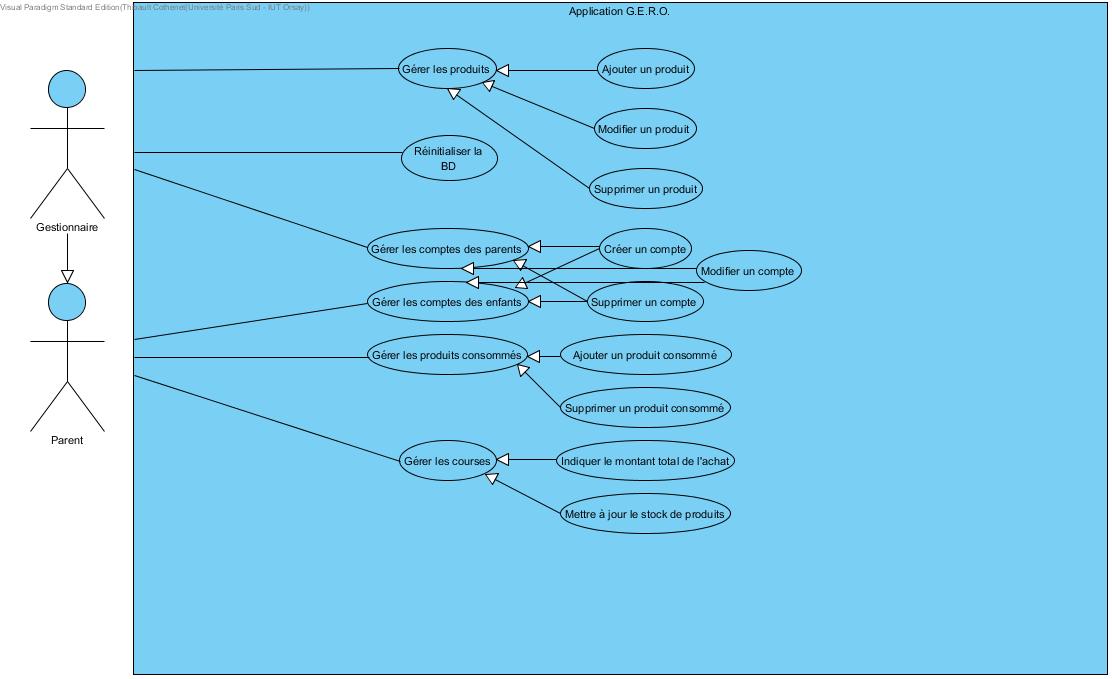 Visual Paradigm Standard Edition(Thibault Cothenet(Université Paris Sud - IUT Orsay))
Application G.E.R.O.
Gérer les produits
Ajouter un produit
Modifier un produit
Réinitialiser la
BD
Supprimer un produit
Gestionnaire
Gérer les comptes des parents
Créer un compte
Modifier un compte
Gérer les comptes des enfants
Supprimer un compte
Gérer les produits consommés
Ajouter un produit consommé
Supprimer un produit consommé
Parent
Gérer les courses
Indiquer le montant total de l'achat
Mettre à jour le stock de produits